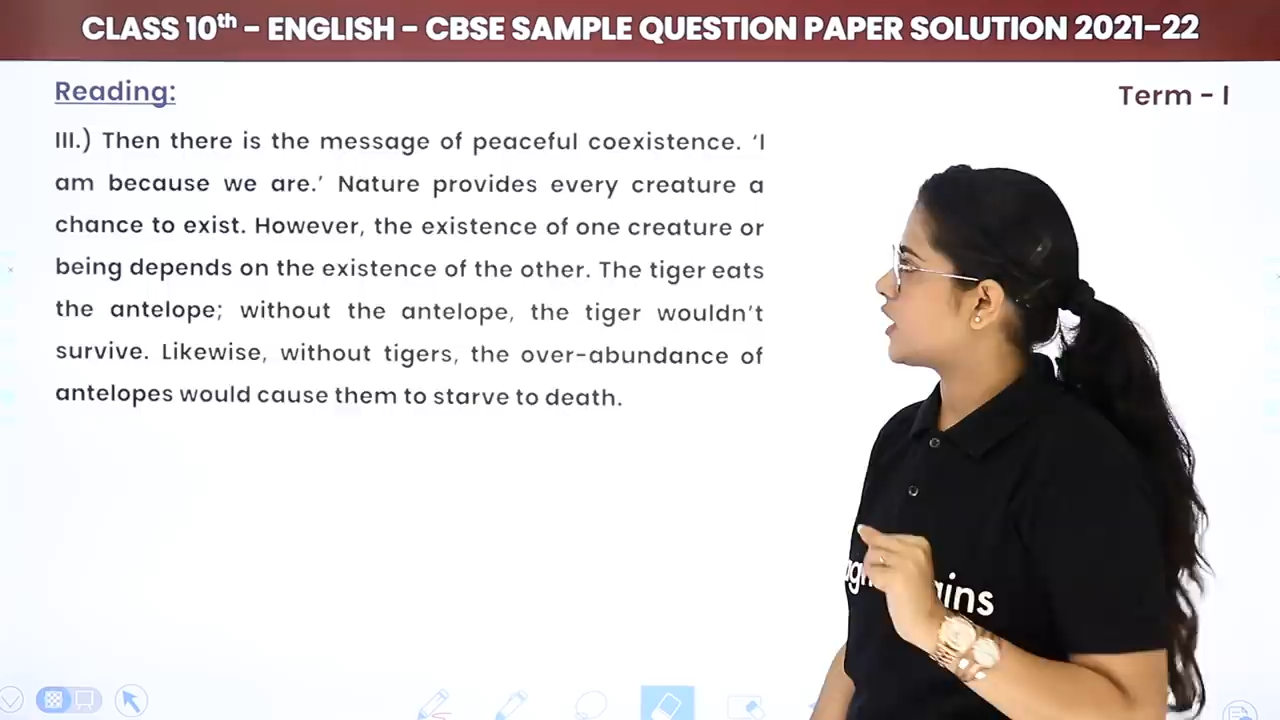 CLASS 10th - ENGLISH - CBSE SAMPLE QUESTION PAPER SOLUTION 2021-22
Reading:
Term - I
III.) Then there is the message of peaceful coexistence. ‘I
am because we are.’ Nature provides every creature a
chance to exist. However, the existence of one creature or
being depends on the existence of the other. The tiger eats
the antelope; without the antelope, the tiger wouldn’t
survive. Likewise, without tigers, the over-abundance of
antelopes would cause them to starve to death.